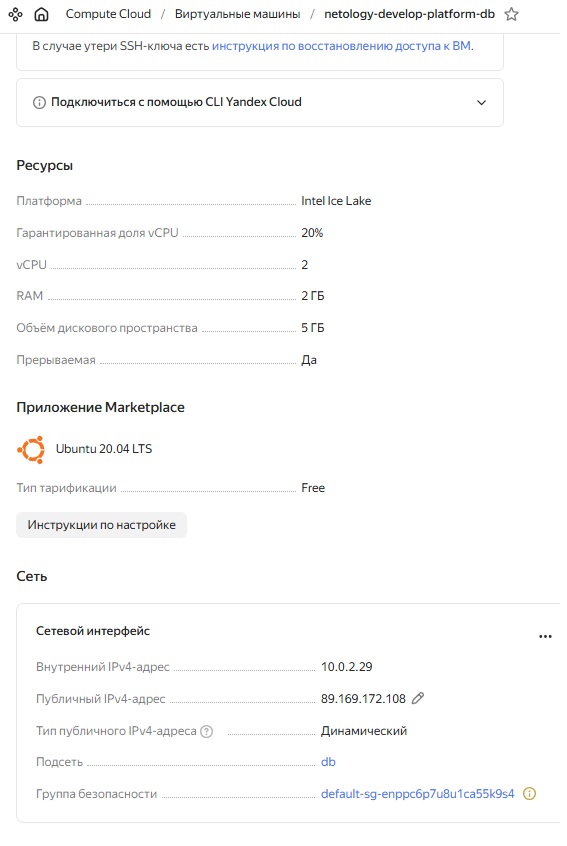 Compute Cloud / Виртуальные машины / netology-develop-platform-db
В случае утери SSH-ключа есть инструкция по восстановлению доступа к ВМ.
Подключиться с помощью CLI Yandex Cloud
Ресурсы
Платформа Intel Ice Lake
Гарантированная доля vCPU 20%
vCPU 2
RAM 2 ГБ
Объём дискового пространства 5 ГБ
Прерываемая Да
Приложение Marketplace
Ubuntu 20.04 LTS
Тип тарификации Free
Инструкции по настройке
Сеть
Сетевой интерфейс
Внутренний IPv4-адрес 10.0.2.29
Публичный IPv4-адрес 89.169.172.108
Тип публичного IPv4-адреса Динамический
Подсеть db
Группа безопасности default-sg-enppc6p7u8u1ca55k9s4